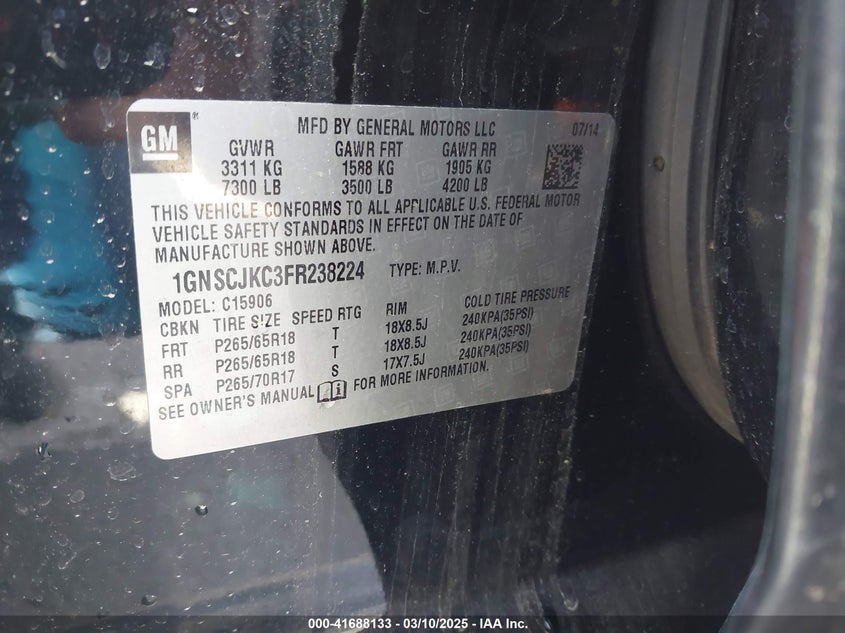 GM
MFD BY GENERAL MOTORS LLC 07/14
GVWR GAWR FRT GAWR RR
3311 KG 1588 KG 1905 KG
7300 LB 3500 LB 4200 LB
THIS VEHICLE CONFORMS TO ALL APPLICABLE U.S. FEDERAL MOTOR
VEHICLE SAFETY STANDARDS IN EFFECT ON THE DATE OF
MANUFACTURE SHOWN ABOVE.
1GNSCJKC3FR238224 TYPE: M.P.V.
MODEL: C15906
CBKN TIRE SIZE SPEED RTG RIM COLD TIRE PRESSURE
FRT P265/65R18 T 18X8.5J 240KPA(35PSI)
RR P265/65R18 T 18X8.5J 240KPA(35PSI)
SPA P265/70R17 S 17X7.5J 240KPA(35PSI)
SEE OWNER'S MANUAL FOR MORE INFORMATION.
000-41688133 - 03/10/2025 - IAA Inc.